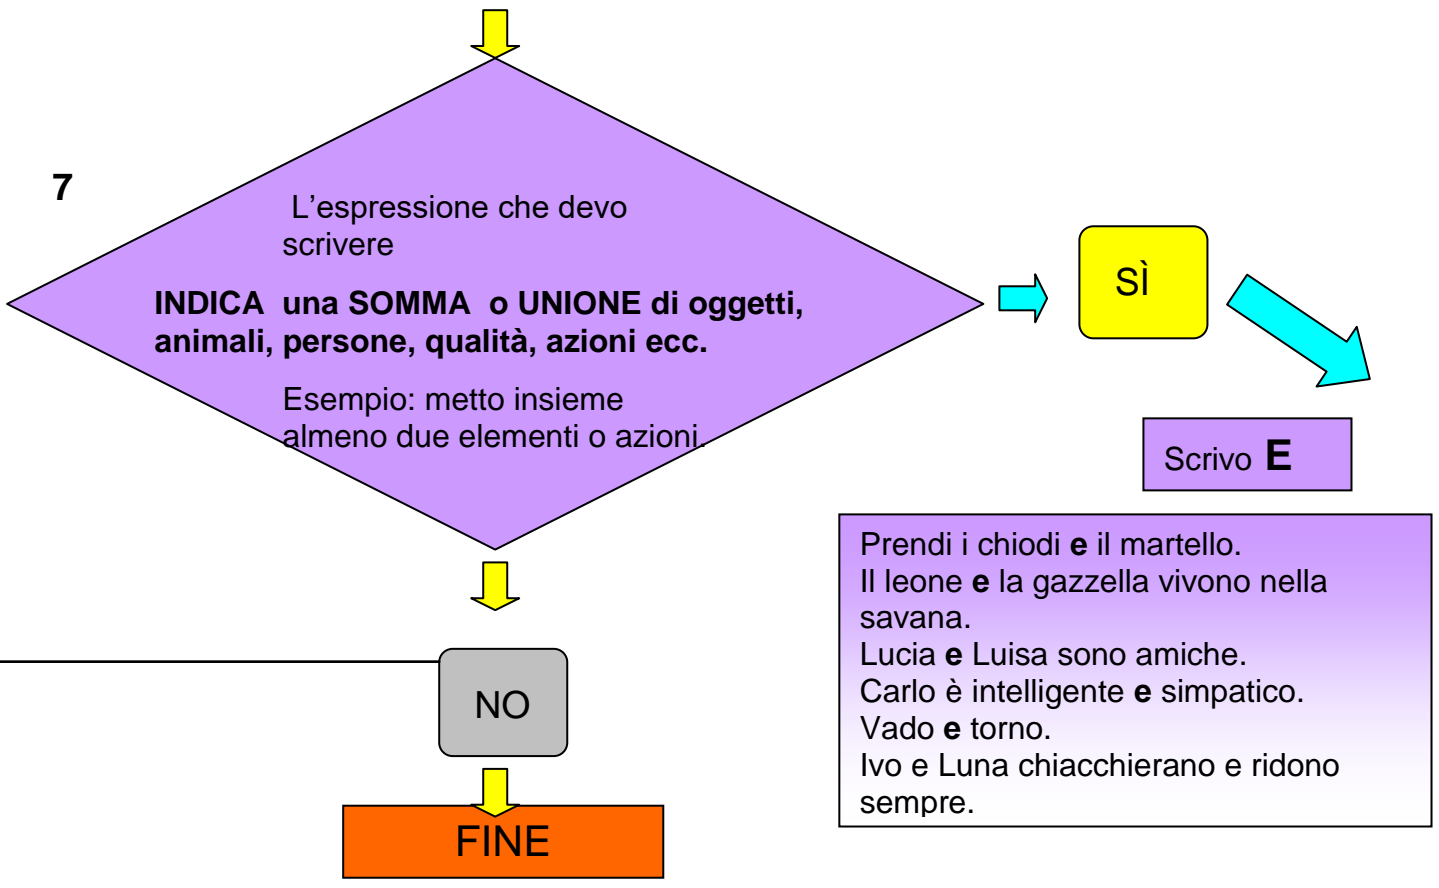 7
L’espressione che devo
scrivere
INDICA una SOMMA o UNIONE di oggetti,
animali, persone, qualità, azioni ecc.
Esempio: metto insieme
almeno due elementi o azioni.
SÌ
Scrivo E
Prendi i chiodi e il martello.
Il leone e la gazzella vivono nella
savana.
Lucia e Luisa sono amiche.
Carlo è intelligente e simpatico.
Vado e torno.
Ivo e Luna chiacchierano e ridono
sempre.
NO
FINE